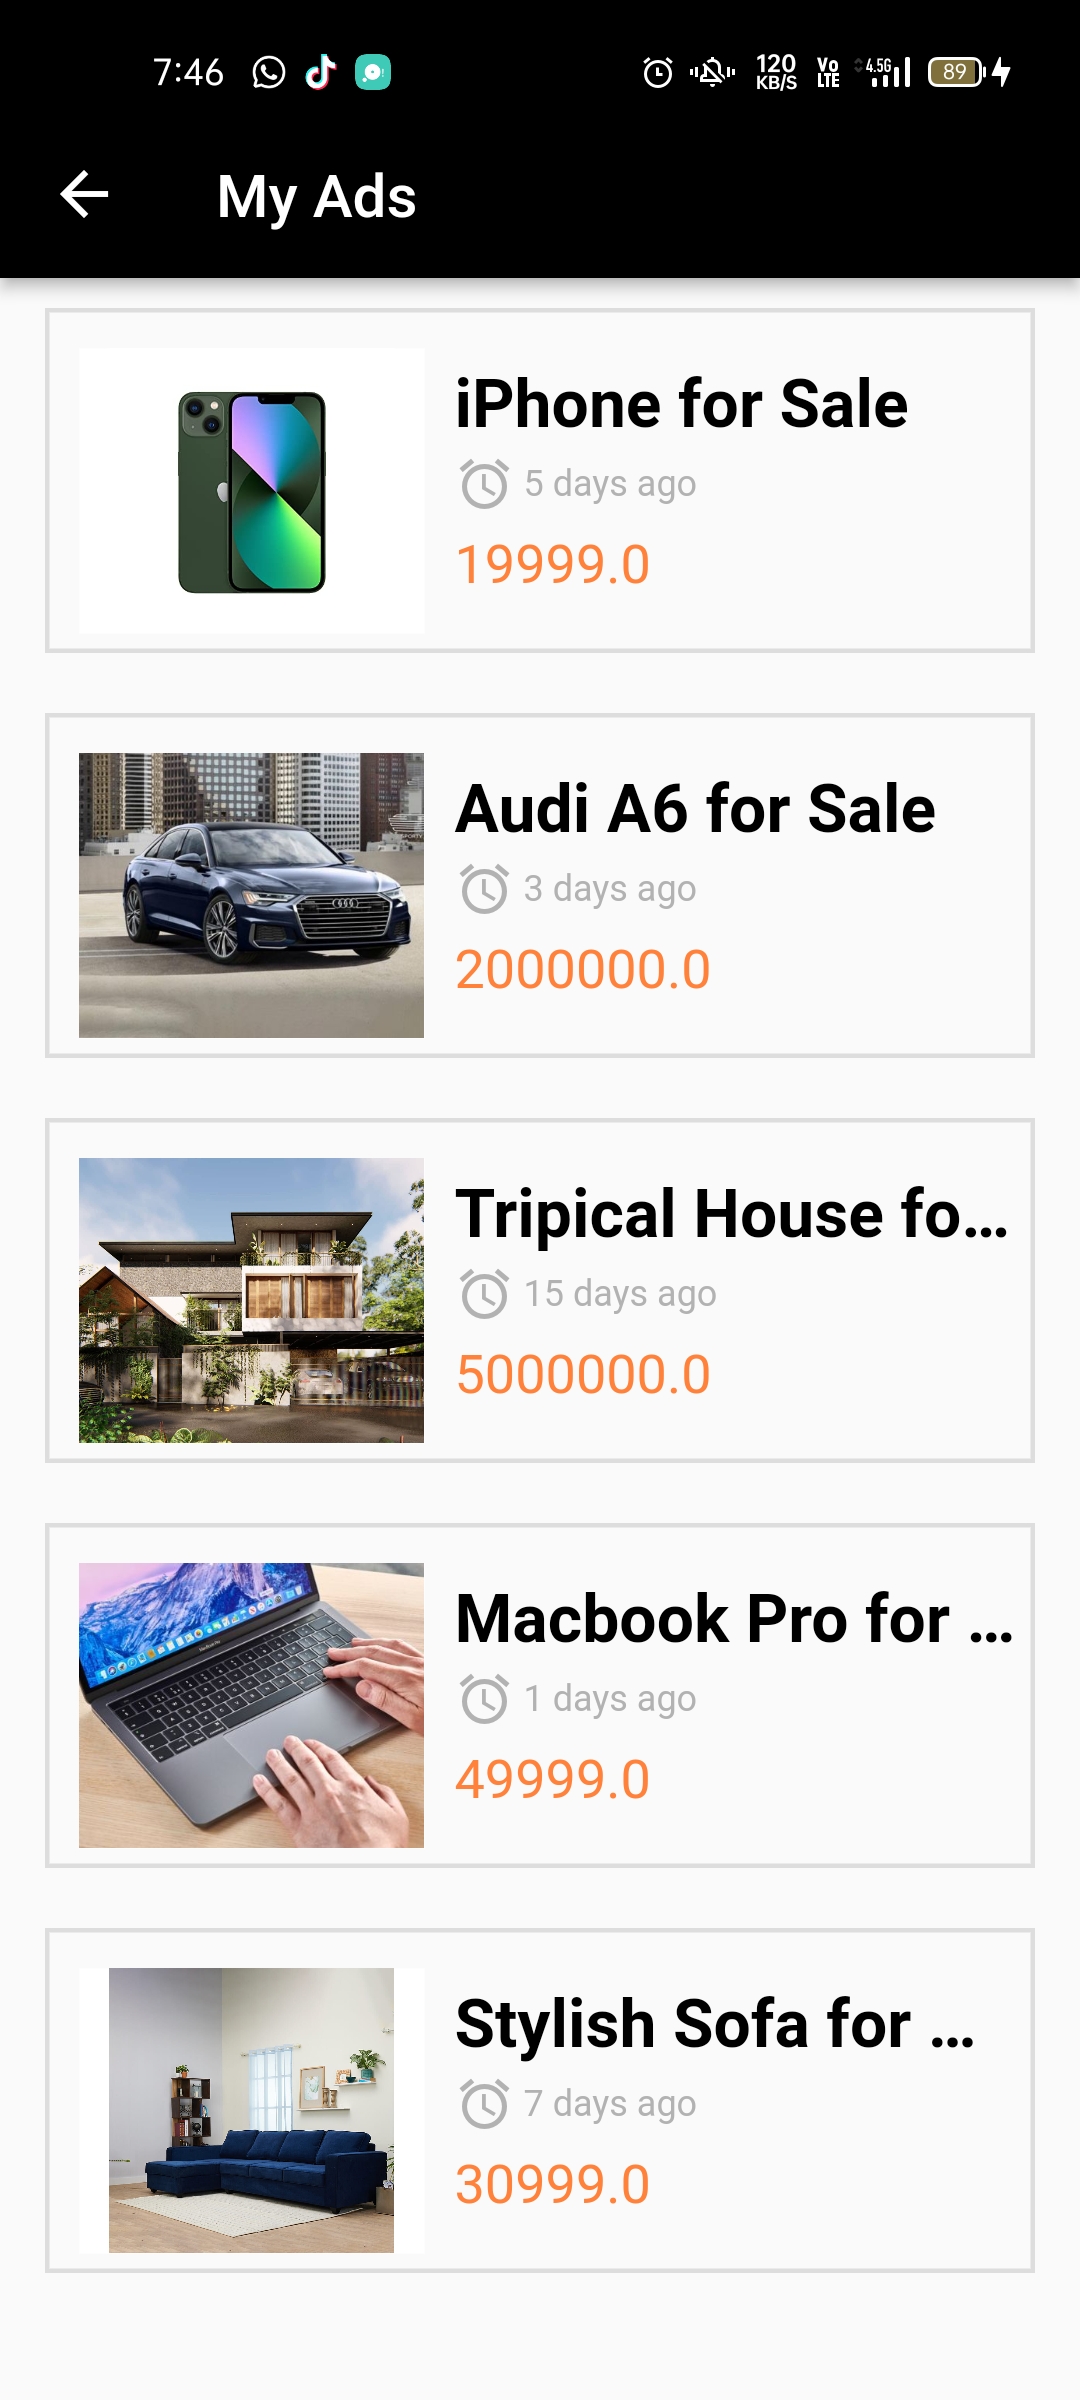 7:46
120 KB/S
Vo LTE
4.5G
89
My Ads
iPhone for Sale
5 days ago
19999.0
Audi A6 for Sale
3 days ago
2000000.0
Tripical House fo...
15 days ago
5000000.0
Macbook Pro for ...
1 days ago
49999.0
Stylish Sofa for ...
7 days ago
30999.0